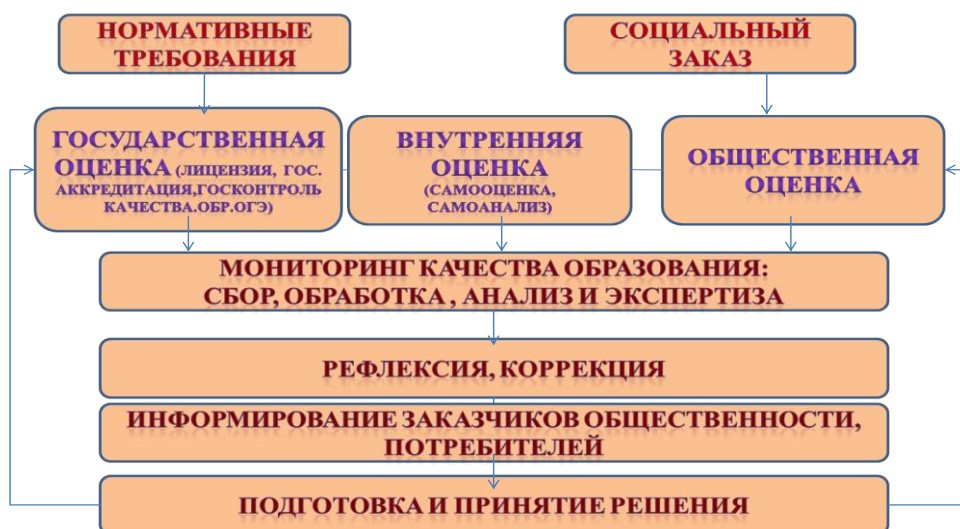 НОРМАТИВНЫЕ
ТРЕБОВАНИЯ
СОЦИАЛЬНЫЙ
ЗАКАЗ
ГОСУДАРСТВЕННАЯ
ОЦЕНКА (ЛИЦЕНЗИЯ, ГОС.
АККРЕДИТАЦИЯ,ГОСКОНТРОЛЬ
КАЧЕСТВА.ОБР.ОГЭ)
ВНУТРЕННЯЯ
ОЦЕНКА
(САМООЦЕНКА,
САМОАНАЛИЗ)
ОБЩЕСТВЕННАЯ
ОЦЕНКА
МОНИТОРИНГ КАЧЕСТВА ОБРАЗОВАНИЯ:
СБОР, ОБРАБОТКА , АНАЛИЗ И ЭКСПЕРТИЗА
РЕФЛЕКСИЯ, КОРРЕКЦИЯ
ИНФОРМИРОВАНИЕ ЗАКАЗЧИКОВ ОБЩЕСТВЕННОСТИ,
ПОТРЕБИТЕЛЕЙ
ПОДГОТОВКА И ПРИНЯТИЕ РЕШЕНИЯ